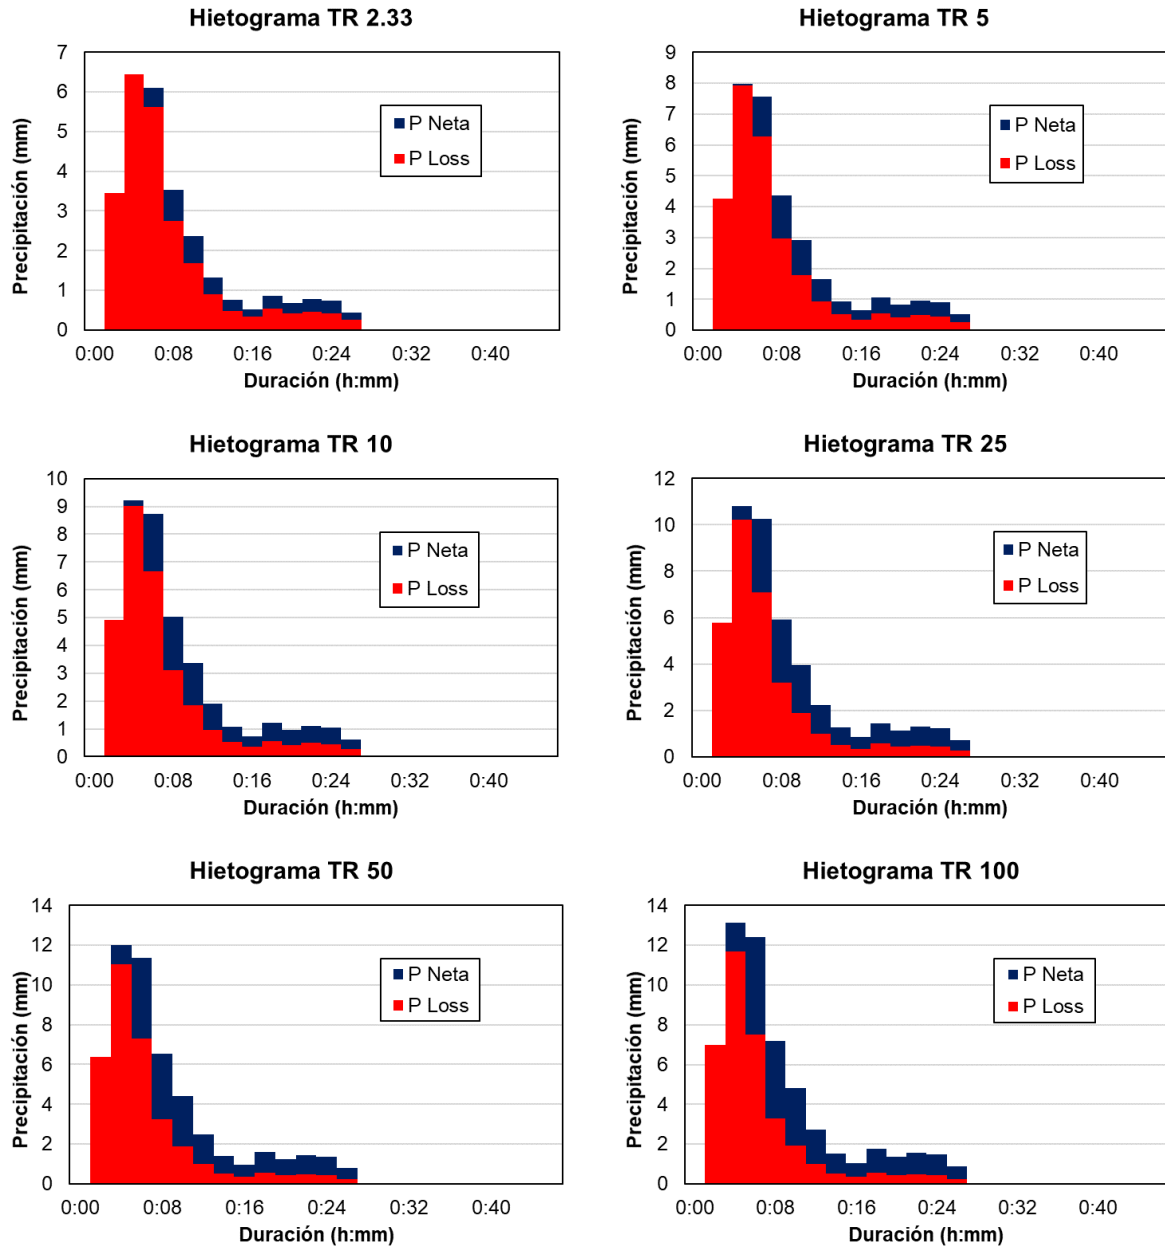 Hietograma TR 2.33
Precipitación (mm)
7
6
5
4
3
2
1
0
P Neta
P Loss
0:00 0:08 0:16 0:24 0:32 0:40
Duración (h:mm)
Hietograma TR 5
Precipitación (mm)
9
8
7
6
5
4
3
2
1
0
P Neta
P Loss
0:00 0:08 0:16 0:24 0:32 0:40
Duración (h:mm)
Hietograma TR 10
Precipitación (mm)
10
9
8
7
6
5
4
3
2
1
0
P Neta
P Loss
0:00 0:08 0:16 0:24 0:32 0:40
Duración (h:mm)
Hietograma TR 25
Precipitación (mm)
12
10
8
6
4
2
0
P Neta
P Loss
0:00 0:08 0:16 0:24 0:32 0:40
Duración (h:mm)
Hietograma TR 50
Precipitación (mm)
14
12
10
8
6
4
2
0
P Neta
P Loss
0:00 0:08 0:16 0:24 0:32 0:40
Duración (h:mm)
Hietograma TR 100
Precipitación (mm)
14
12
10
8
6
4
2
0
P Neta
P Loss
0:00 0:08 0:16 0:24 0:32 0:40
Duración (h:mm)